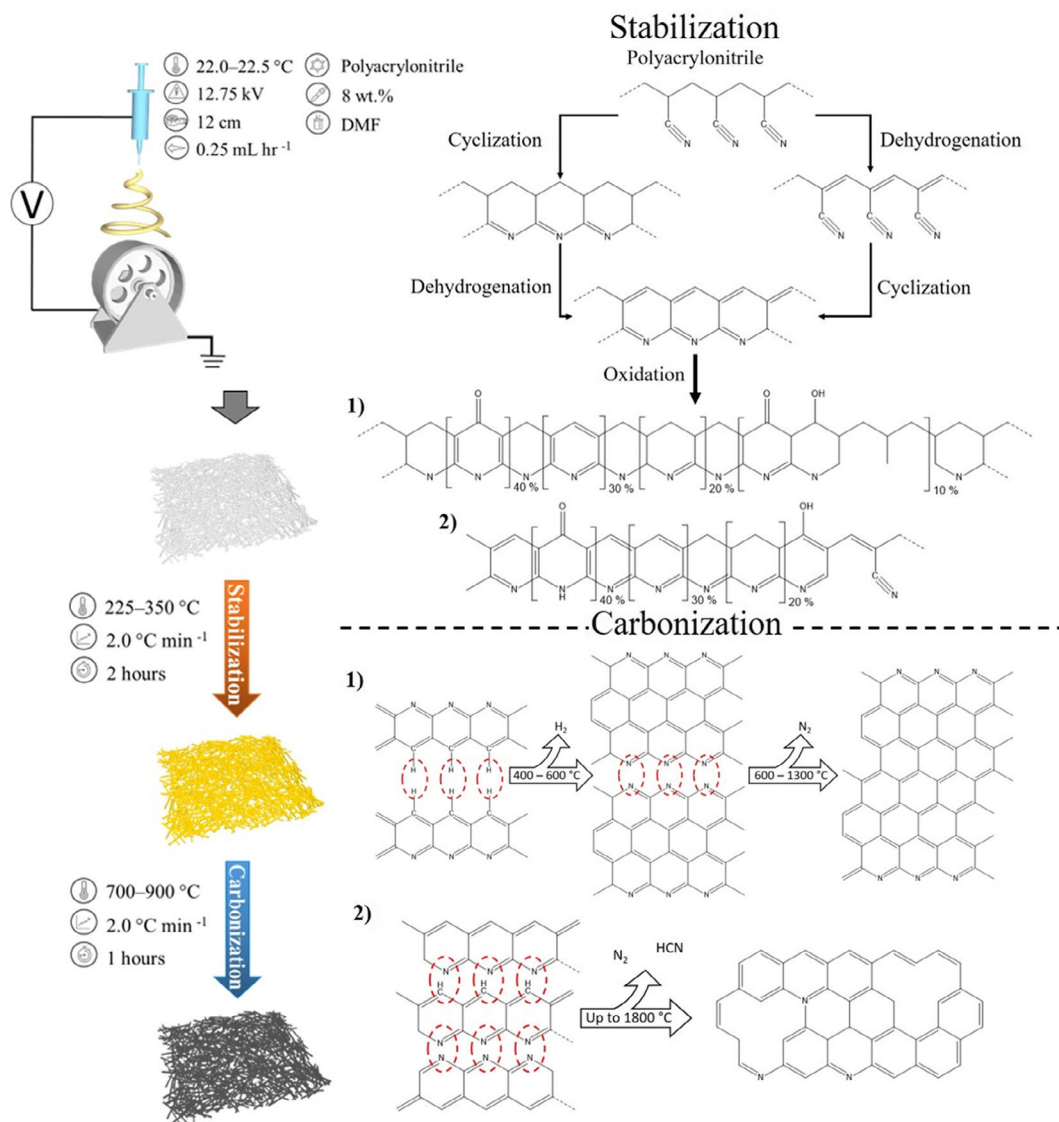 22.0–22.5 °C
12.75 kV
12 cm
0.25 mL hr -1
Polyacrylonitrile
8 wt.%
DMF
V
Stabilization
225–350 °C
2.0 °C min -1
2 hours
Carbonization
700–900 °C
2.0 °C min -1
1 hours
Stabilization
Polyacrylonitrile
C C C
N N N
Cyclization
Dehydrogenation
N N N
C C C
N N N
Dehydrogenation
Cyclization
N N N
Oxidation
1)
O O OH
N N N N N N N N N N N
40 % 30 % 20 % 10 %
2)
O OH
N N N N N N N N
H
C
N
40 % 30 % 20 %
Carbonization
1)
N N N
C C C
H H H
H H H
C C C
N N N
H2
400 – 600 °C
N N N
N N N
N N N
N N N
N2
600 – 1300 °C
N N N
N N N
2)
N N N
C C C
H H H
N N N
N N N
N2
HCN
Up to 1800 °C
N
N N